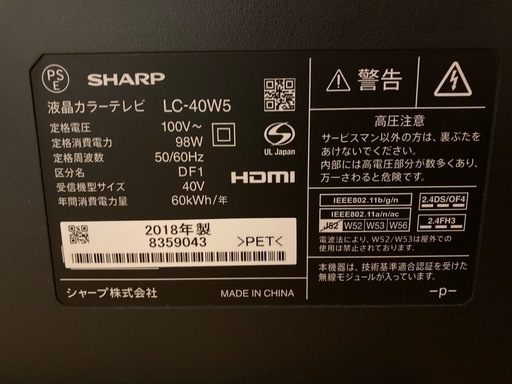 PS
E
SHARP
液晶カラーテレビ LC-40W5
定格電圧 100V～
定格消費電力 98W
定格周波数 50/60Hz
区分名 DF1
受信機型サイズ 40V
年間消費電力量 60kWh/年
UL Japan
HDMI
2018年製
8359043
>PET<
シャープ株式会社
MADE IN CHINA
警告
高圧注意
サービスマン以外の方は、裏ぶたを
あけないでください。
内部には高電圧部分が数多くあり、
万一さわると危険です。
IEEE802.11b/g/n
2.4DS/OF4
IEEE802.11a/n/ac
J52 W52 W53 W56
2.4FH3
電波法により、W52/W53は屋外での
使用は禁止されております。
本機器は、技術基準適合認証を受けた
無線モジュールが入っています。
-p-